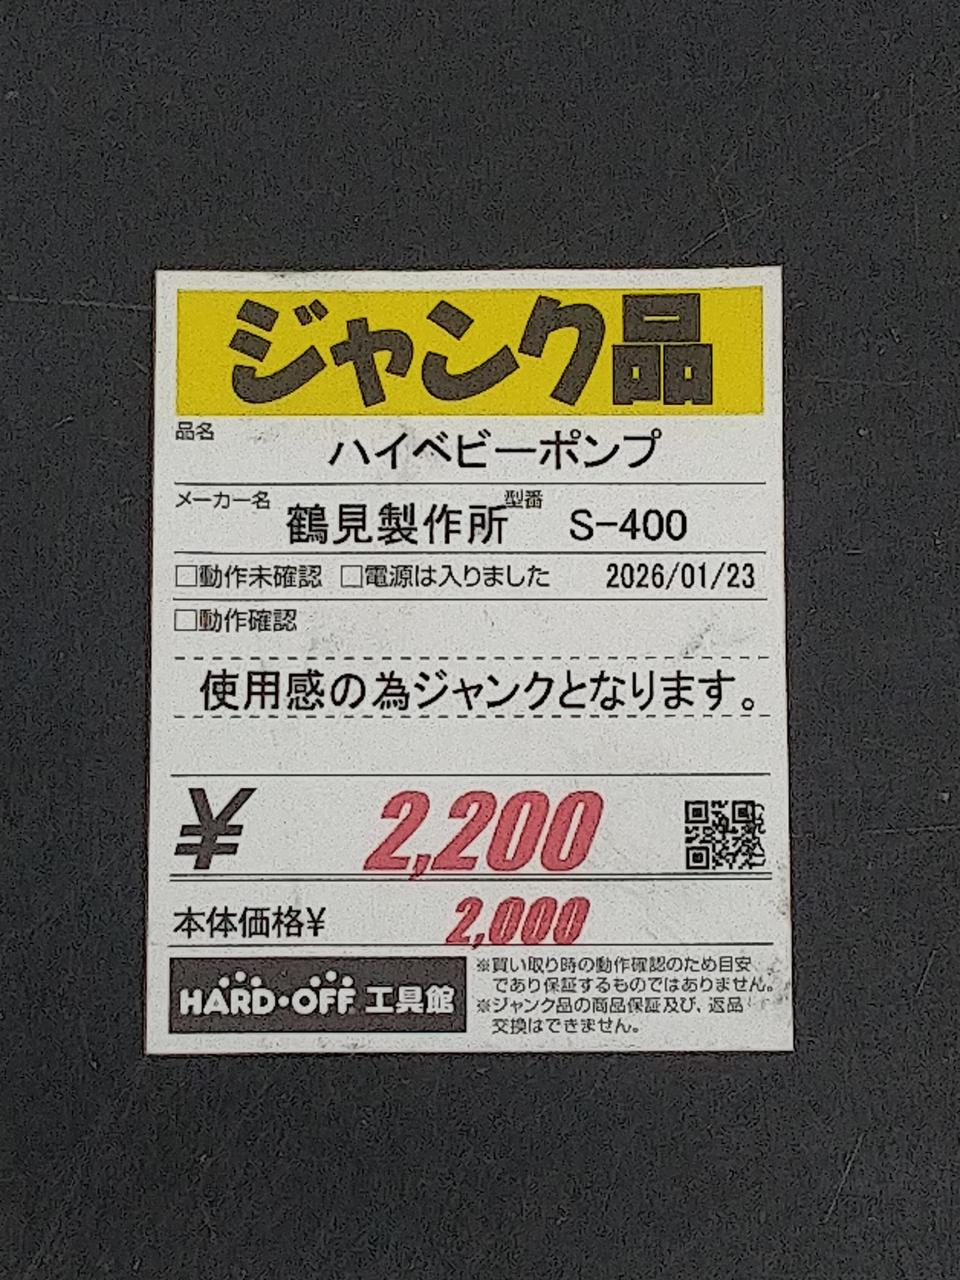 ジャンク品
品名
ハイベビーポンプ
メーカー名 鶴見製作所 型番 S-400
□動作未確認 □電源は入りました 2026/01/23
□動作確認
使用感の為ジャンクとなります。
¥ 2,200
本体価格¥ 2,000
HARD・OFF 工具館
※買い取り時の動作確認のため目安
であり保証するものではありません。
※ジャンク品の商品保証及び、返品
交換はできません。